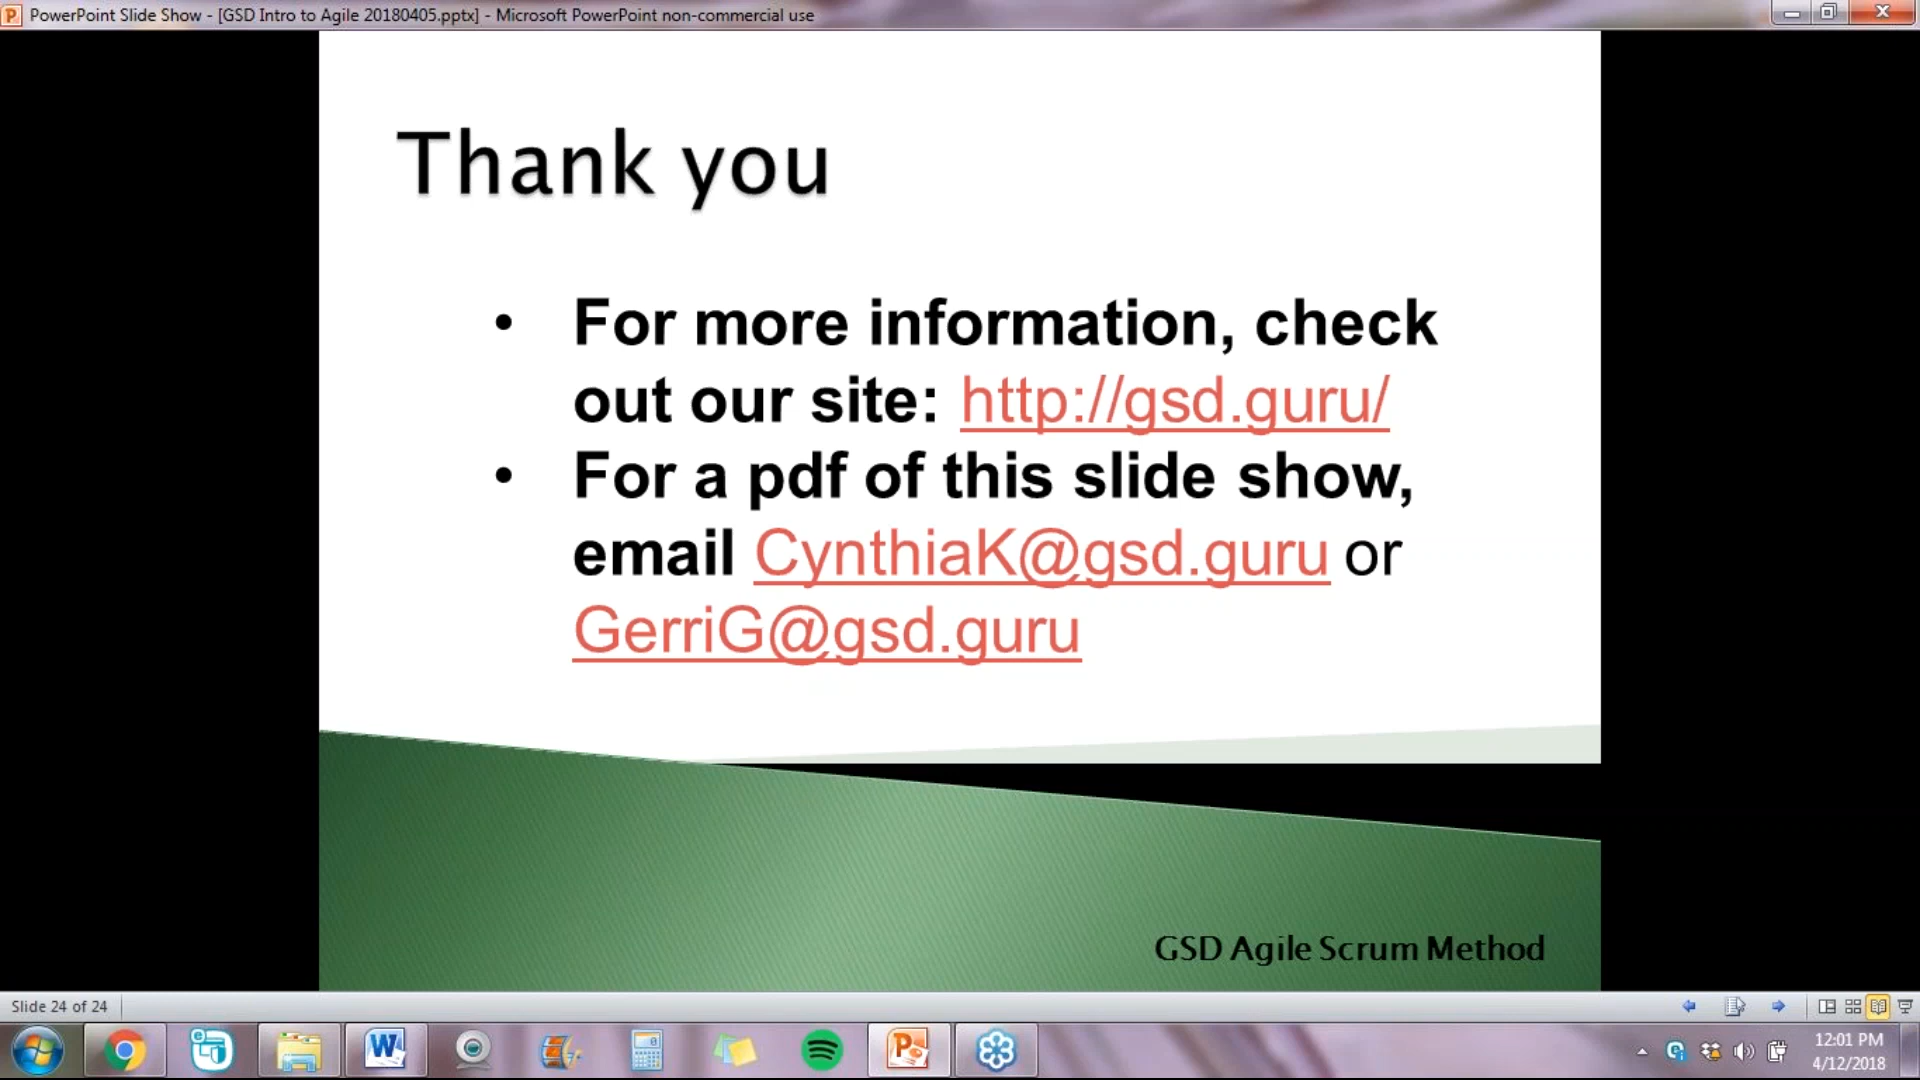 PowerPoint Slide Show - [GSD Intro to Agile 20180405.pptx] - Microsoft PowerPoint non-commercial use
Thank you
• For more information, check
out our site: http://gsd.guru/
• For a pdf of this slide show,
email CynthiaK@gsd.guru or
GerriG@gsd.guru
GSD Agile Scrum Method
Slide 24 of 24
12:01 PM
4/12/2018